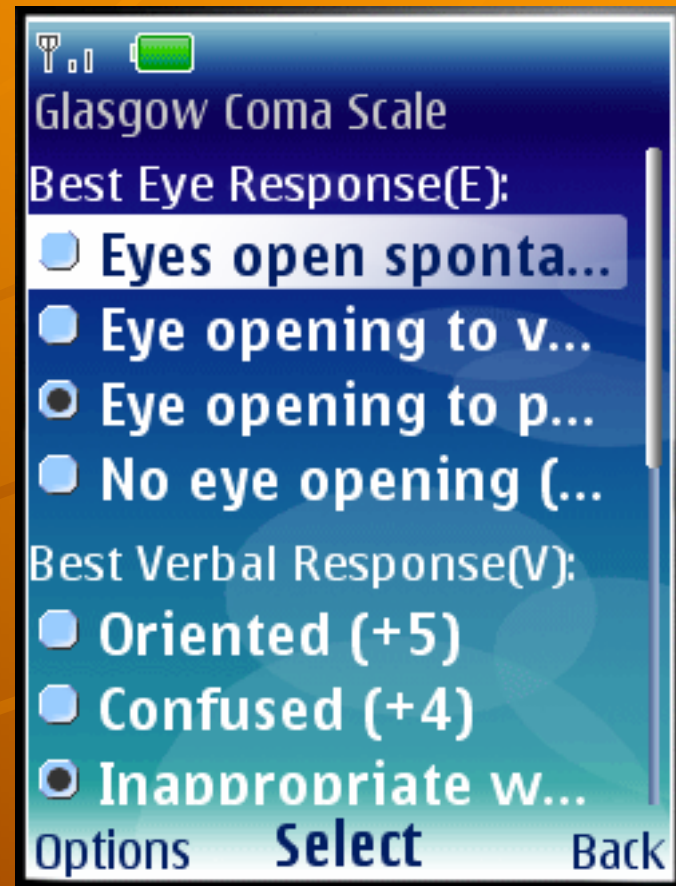 Glasgow Coma Scale
Best Eye Response(E):
Eyes open sponta...
Eye opening to v...
Eye opening to p...
No eye opening (...
Best Verbal Response(V):
Oriented (+5)
Confused (+4)
Inappropriate w...
Options Select Back